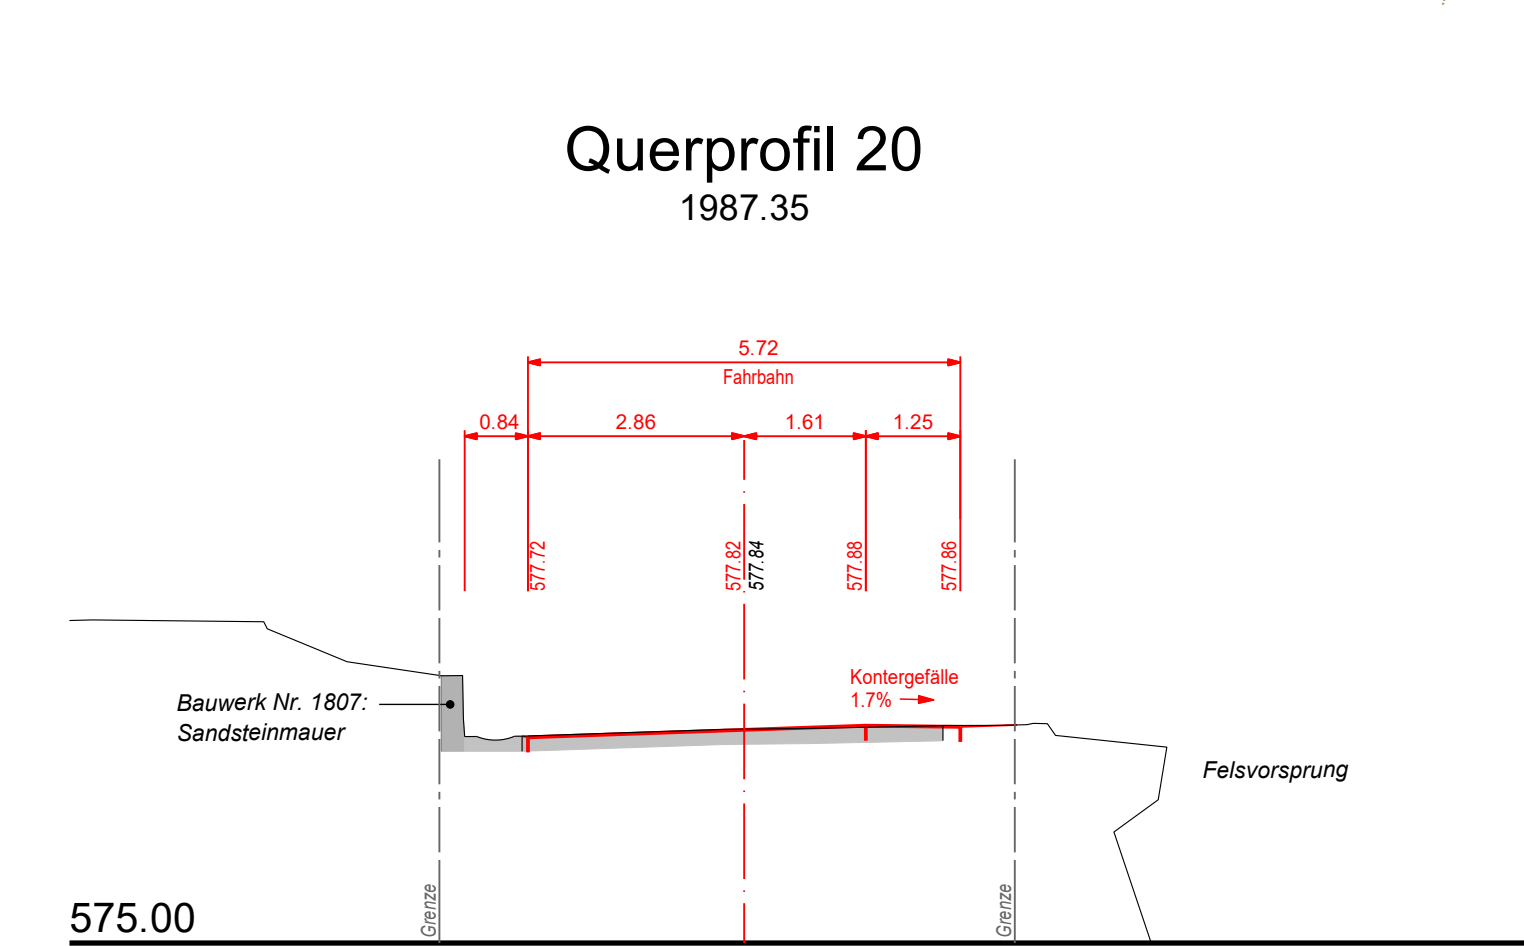 Querprofil 20
1987.35
5.72
Fahrbahn
0.84
2.86
1.61
1.25
577.72
577.82
577.84
577.88
577.86
Kontergefälle
1.7%
Bauwerk Nr. 1807:
Sandsteinmauer
Felsvorsprung
Grenze
Grenze
575.00